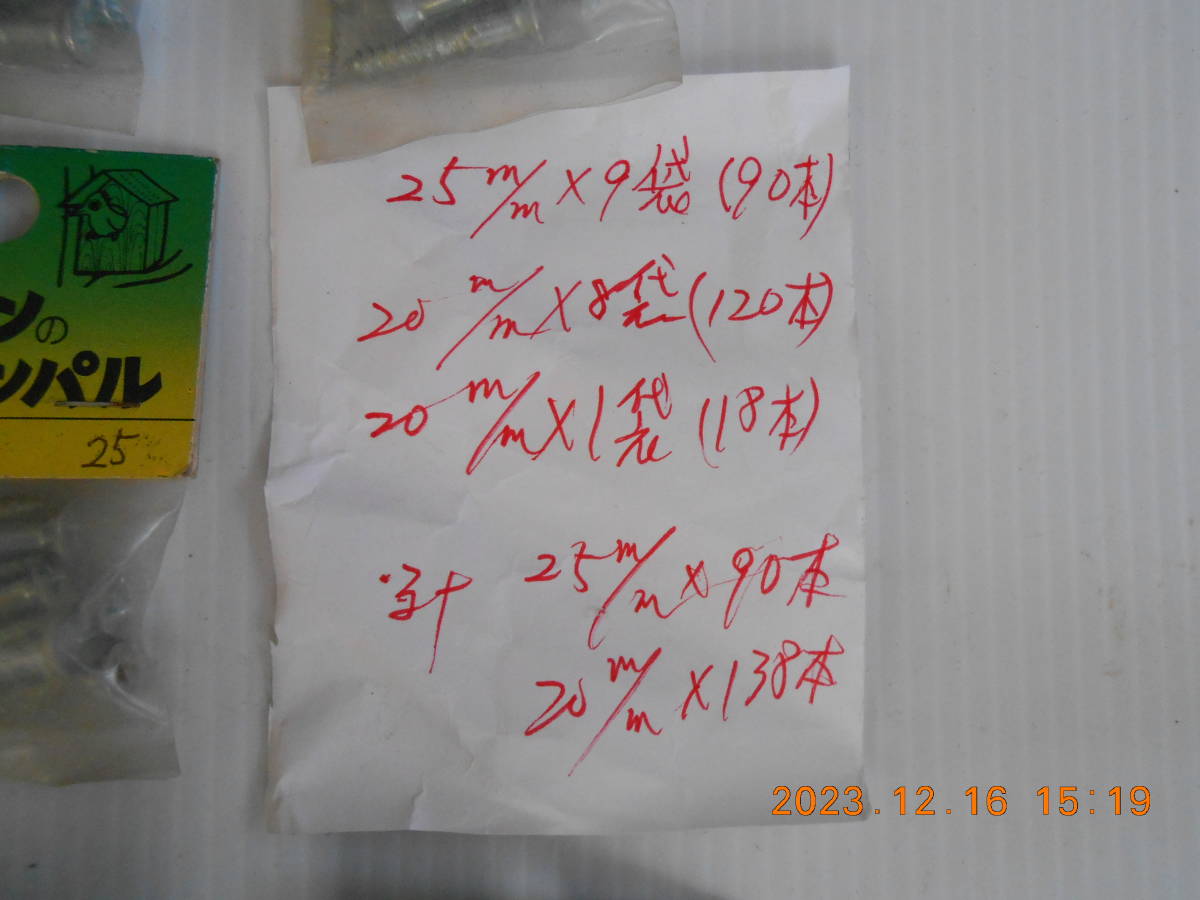 ンの
ッパル
25
25m/m×9袋(90本)
20m/m×8袋(120本)
20m/m×1袋(18本)
計 25m/m×90本
20m/m×138本
2023.12.16 15:19